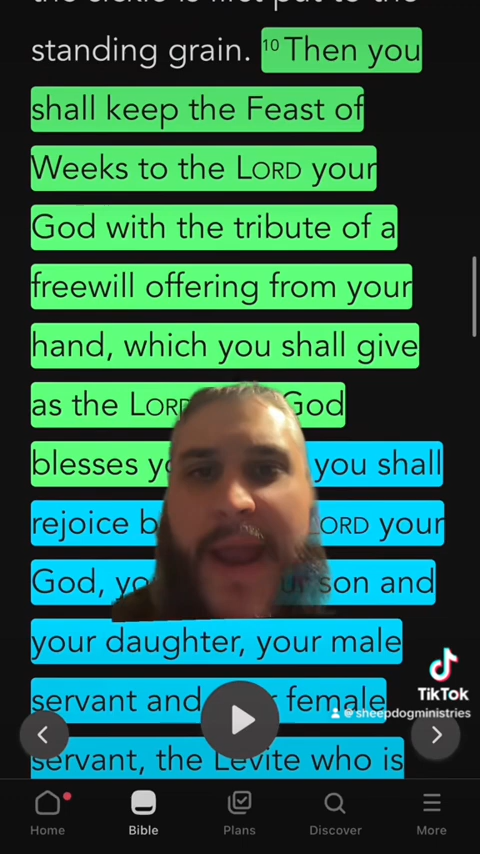 standing grain. 10 Then you
shall keep the Feast of
Weeks to the LORD your
God with the tribute of a
freewill offering from your
hand, which you shall give
as the LORD God
blesses you shall
rejoice LORD your
God, son and
your daughter, your male
servant and female
servant, the Levite who is
TikTok
@sheepdogministries
Home
Bible
Plans
Discover
More